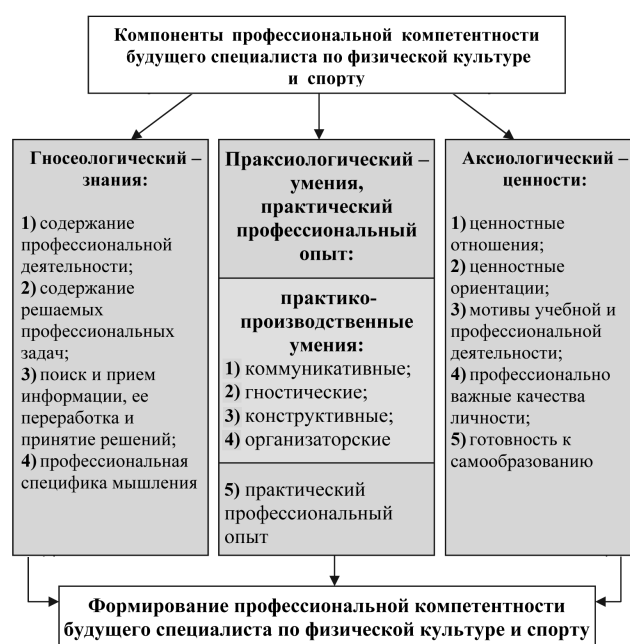 Компоненты профессиональной компетентности
будущего специалиста по физической культуре
и спорту
Гносеологический –
знания:
1) содержание
профессиональной
деятельности;
2) содержание
решаемых
профессиональных
задач;
3) поиск и прием
информации, ее
переработка и
принятие решений;
4) профессиональная
специфика мышления
Праксиологический –
умения,
практический
профессиональный
опыт:
практико-
производственные
умения:
1) коммуникативные;
2) гностические;
3) конструктивные;
4) организаторские
5) практический
профессиональный
опыт
Аксиологический –
ценности:
1) ценностные
отношения;
2) ценностные
ориентации;
3) мотивы учебной и
профессиональной
деятельности;
4) профессионально
важные качества
личности;
5) готовность к
самообразованию
Формирование профессиональной компетентности
будущего специалиста по физической культуре и спорту